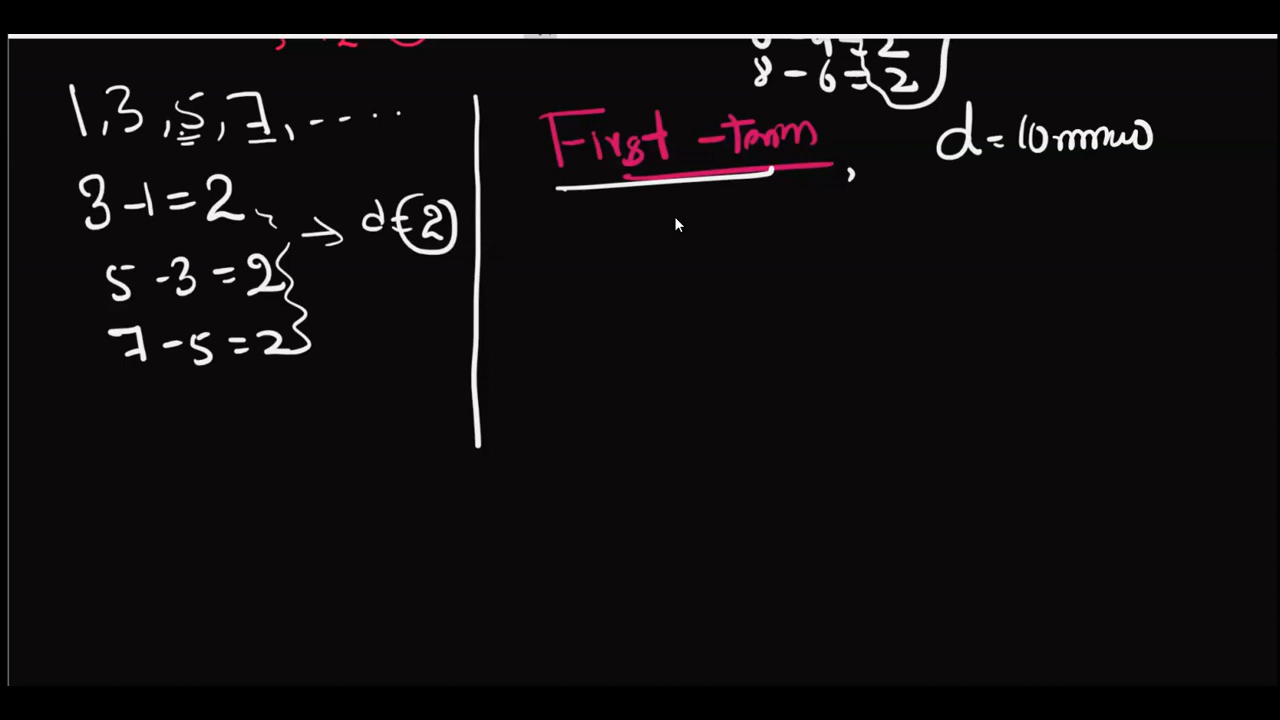 1, 3, 5, 7, ....
3 - 1 = 2
→ d = 2
5 - 3 = 2
7 - 5 = 2
8 - 6 = 2
First - Term ,
d =